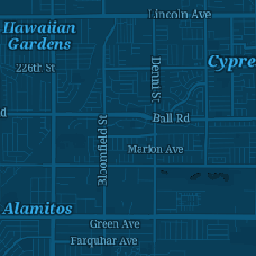 Lincoln Ave
Hawaiian
Gardens
226th St
Cypre
Denni St
Ball Rd
Bloomfield St
Marion Ave
Alamitos
Green Ave
Farquhar Ave